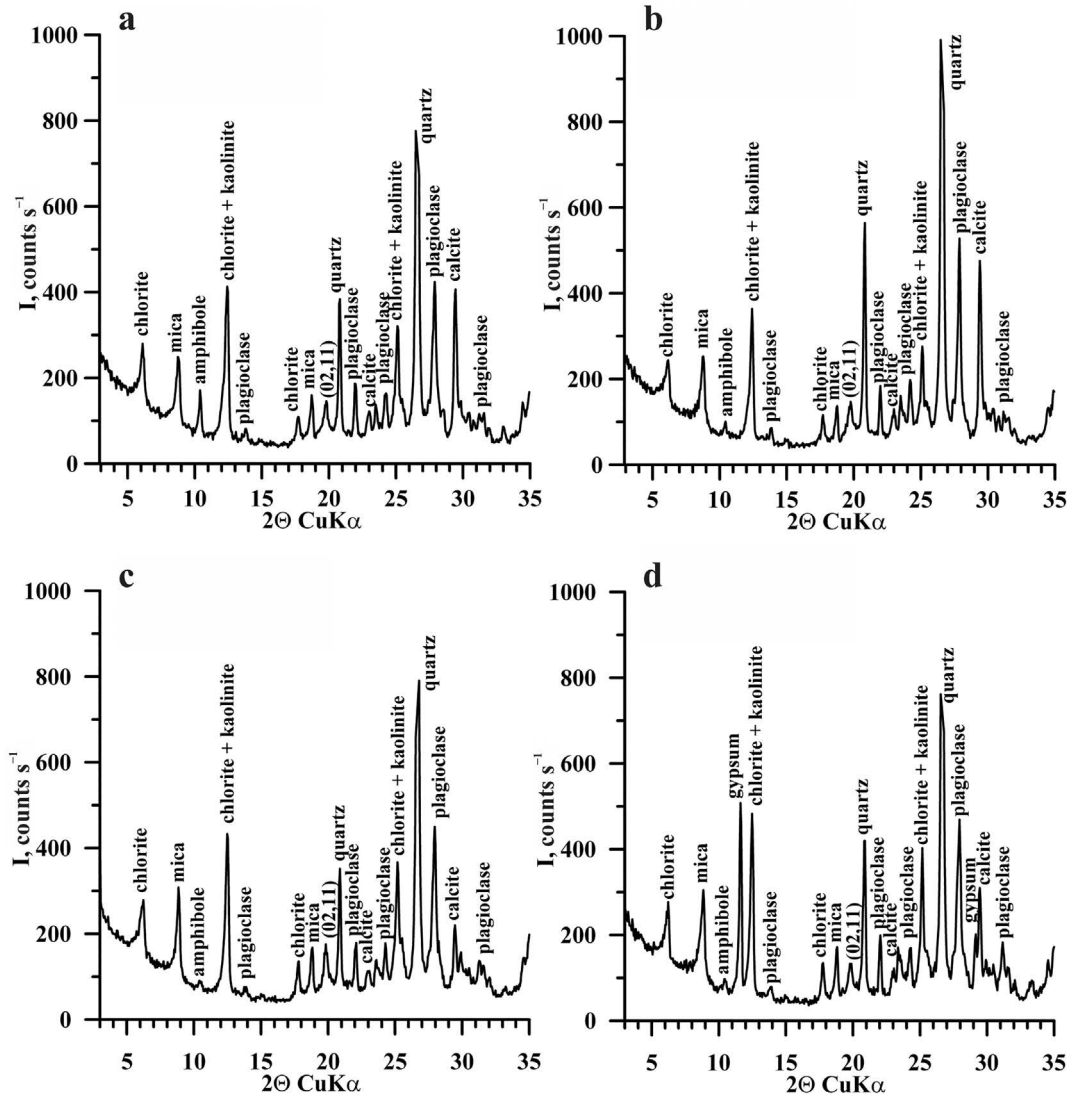 a
1000
800
600
400
200
0
I, counts s⁻¹
chlorite
mica
amphibole
chlorite + kaolinite
plagioclase
chlorite
mica
(02,11)
quartz
plagioclase
calcite
plagioclase
chlorite + kaolinite
quartz
plagioclase
calcite
plagioclase
5 10 15 20 25 30 35
2Θ CuKα
b
1000
800
600
400
200
0
I, counts s⁻¹
chlorite
mica
amphibole
chlorite + kaolinite
plagioclase
chlorite
mica
(02,11)
quartz
plagioclase
calcite
plagioclase
chlorite + kaolinite
quartz
plagioclase
calcite
plagioclase
5 10 15 20 25 30 35
2Θ CuKα
c
1000
800
600
400
200
0
I, counts s⁻¹
chlorite
mica
amphibole
chlorite + kaolinite
plagioclase
chlorite
mica
(02,11)
quartz
plagioclase
calcite
plagioclase
chlorite + kaolinite
quartz
plagioclase
calcite
plagioclase
5 10 15 20 25 30 35
2Θ CuKα
d
1000
800
600
400
200
0
I, counts s⁻¹
chlorite
mica
amphibole
gypsum
chlorite + kaolinite
plagioclase
chlorite
mica
(02,11)
quartz
plagioclase
calcite
plagioclase
chlorite + kaolinite
quartz
plagioclase
gypsum
calcite
plagioclase
5 10 15 20 25 30 35
2Θ CuKα